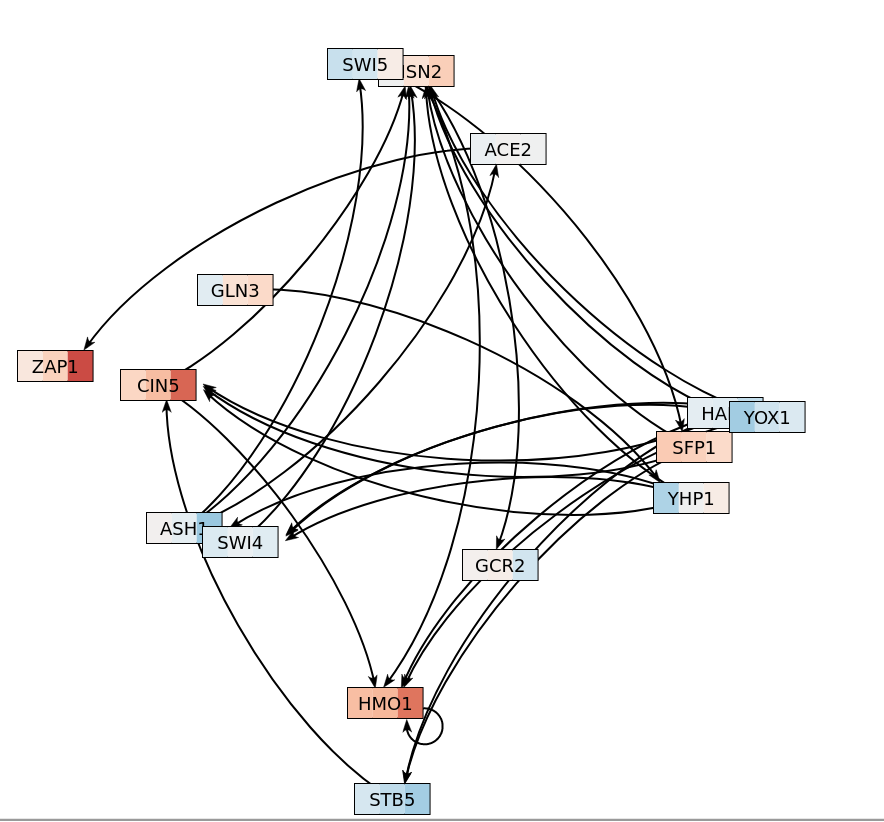 SWI5
SN2
ACE2
GLN3
ZAP1
CIN5
HA
YOX1
SFP1
YHP1
ASH1
SWI4
GCR2
HMO1
STB5